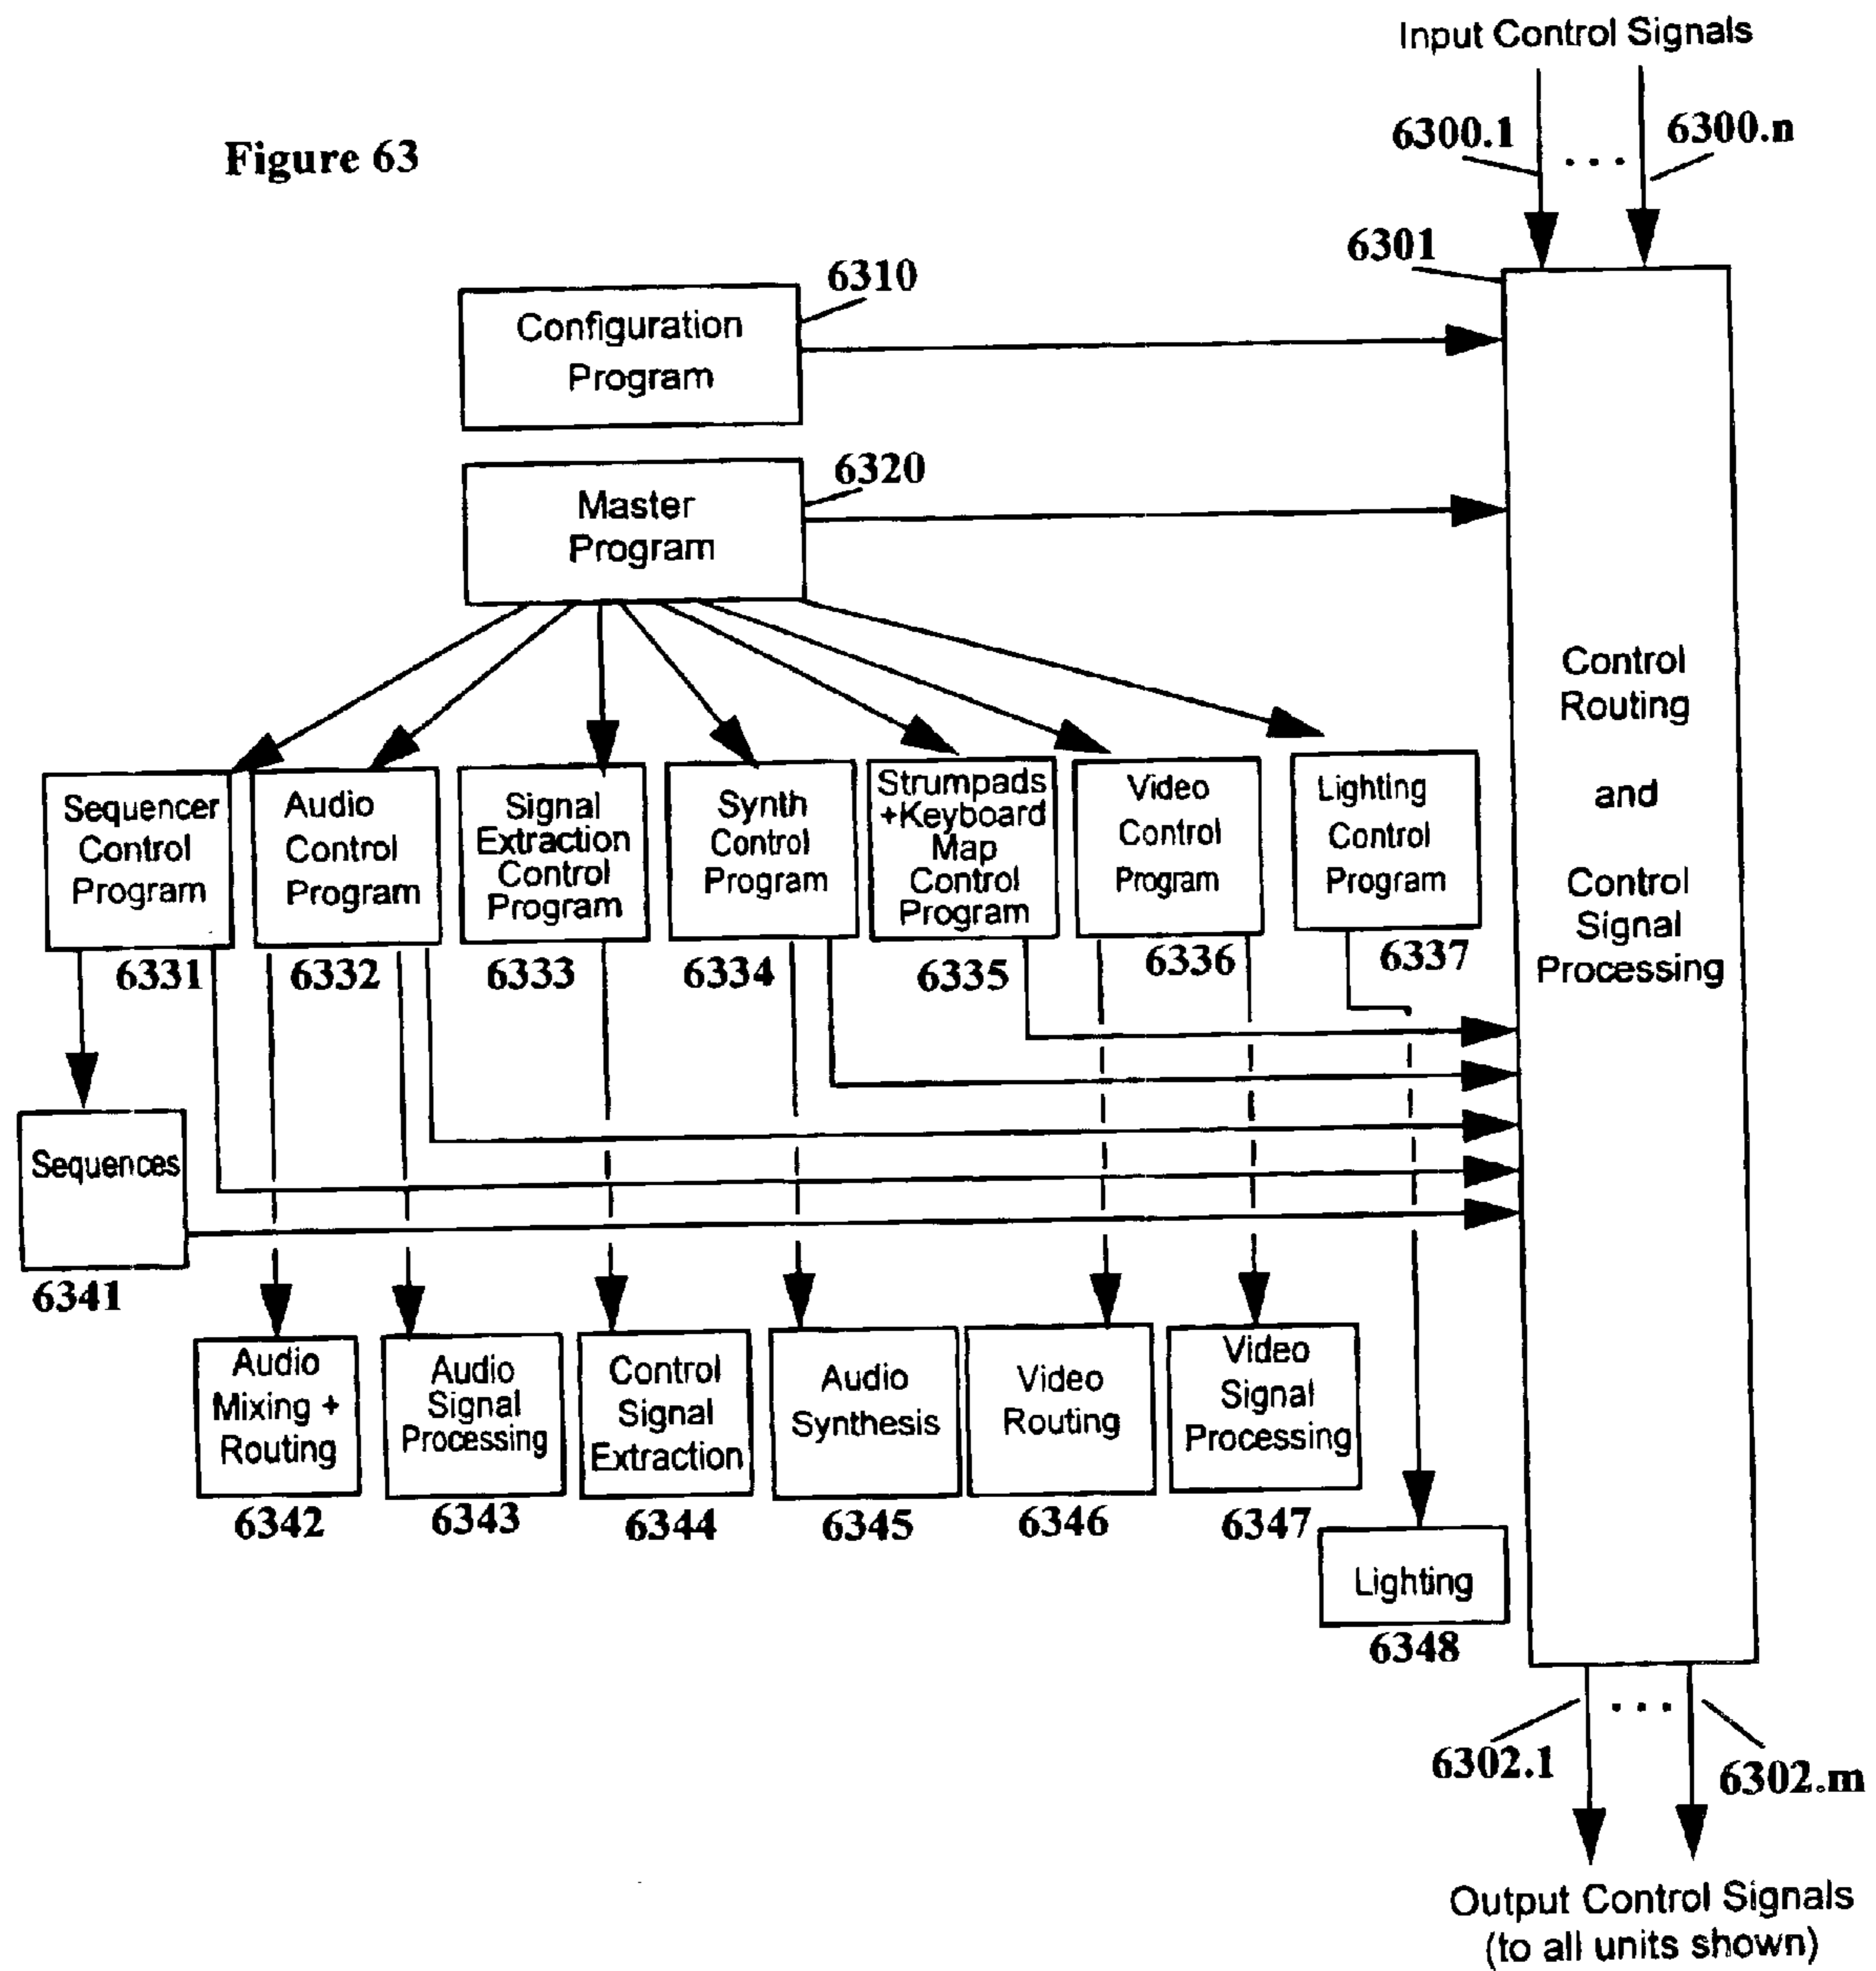 Input Control Signals
6300.1
...
6300.n
Figure 63
6301
6310
Configuration
Program
6320
Master
Program
Control
Routing
and
Control
Signal
Processing
Sequencer
Control
Program
Audio
Control
Program
Signal
Extraction
Control
Program
Synth
Control
Program
Strumpads
+Keyboard
Map
Control
Program
Video
Control
Program
Lighting
Control
Program
6331
6332
6333
6334
6335
6336
6337
Sequences
6341
Audio
Mixing +
Routing
Audio
Signal
Processing
Control
Signal
Extraction
Audio
Synthesis
Video
Routing
Video
Signal
Processing
6342
6343
6344
6345
6346
6347
Lighting
6348
6302.1
...
6302.m
Output Control Signals
(to all units shown)